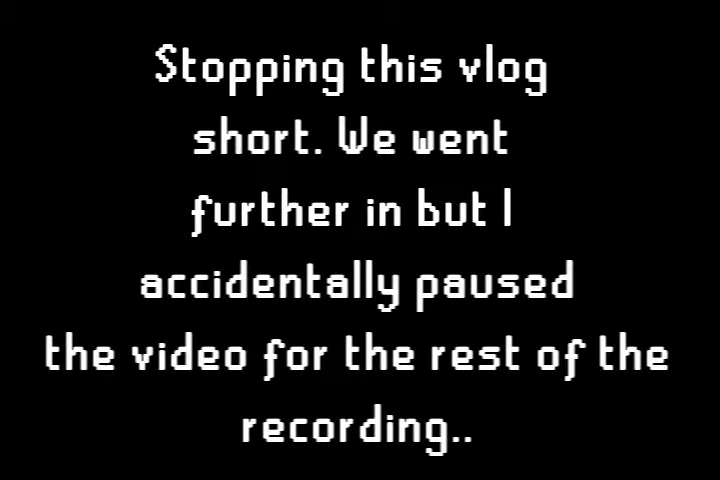 Stopping this vlog
short. We went
further in but I
accidentally paused
the video for the rest of the
recording..